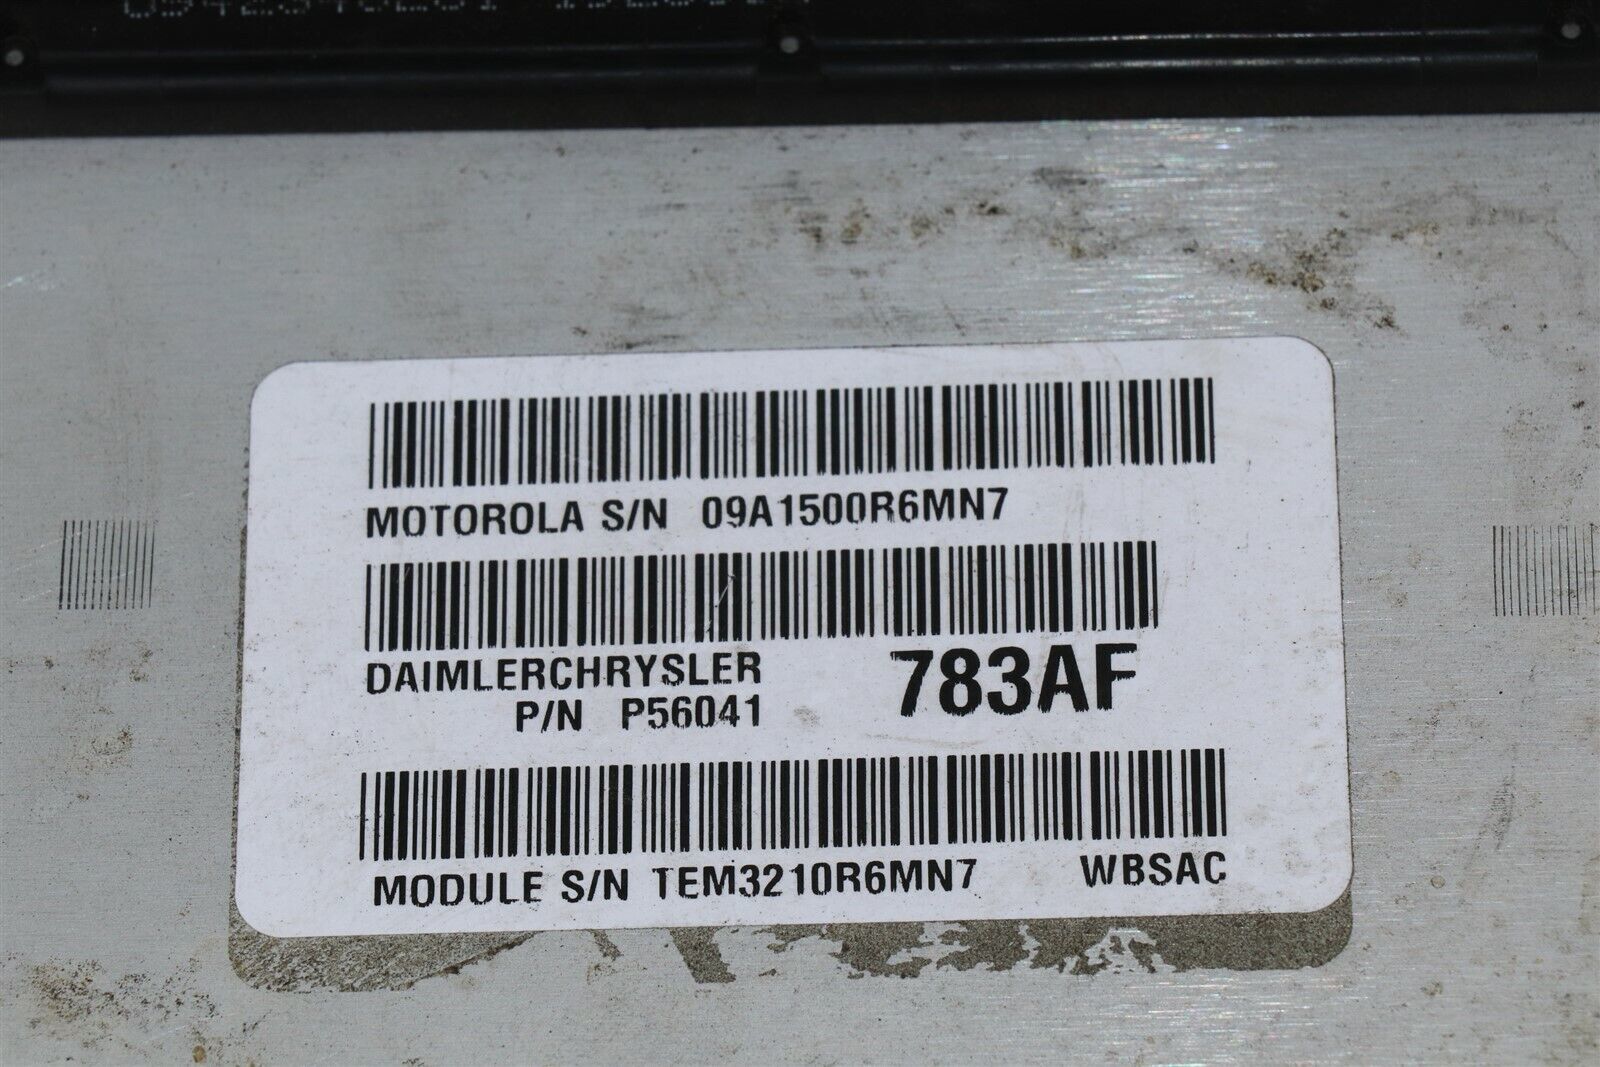 MOTOROLA S/N 09A1500R6MN7
DAIMLERCHRYSLER 783AF
P/N P56041
MODULE S/N TEM3210R6MN7 WBSAC